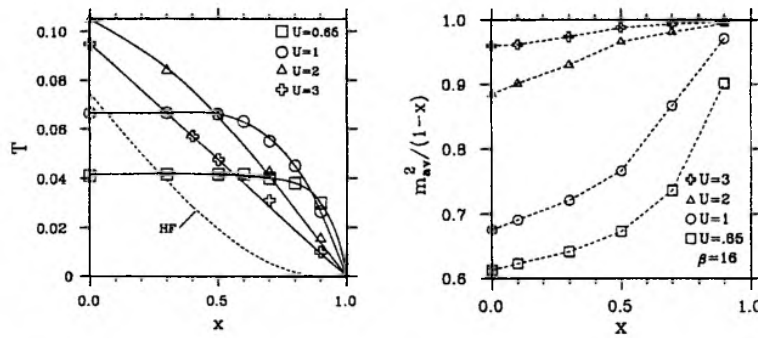 0.10
0.08
0.06
0.04
0.02
0
T
□ U=0.65
○ U=1
△ U=2
✚ U=3
HF
0.0 0.5 1.0
x
1.0
0.9
0.8
0.7
0.6
m²av/(1-x)
✚ U=3
△ U=2
○ U=1
□ U=.65
β=16
0.0 0.5 1.0
X